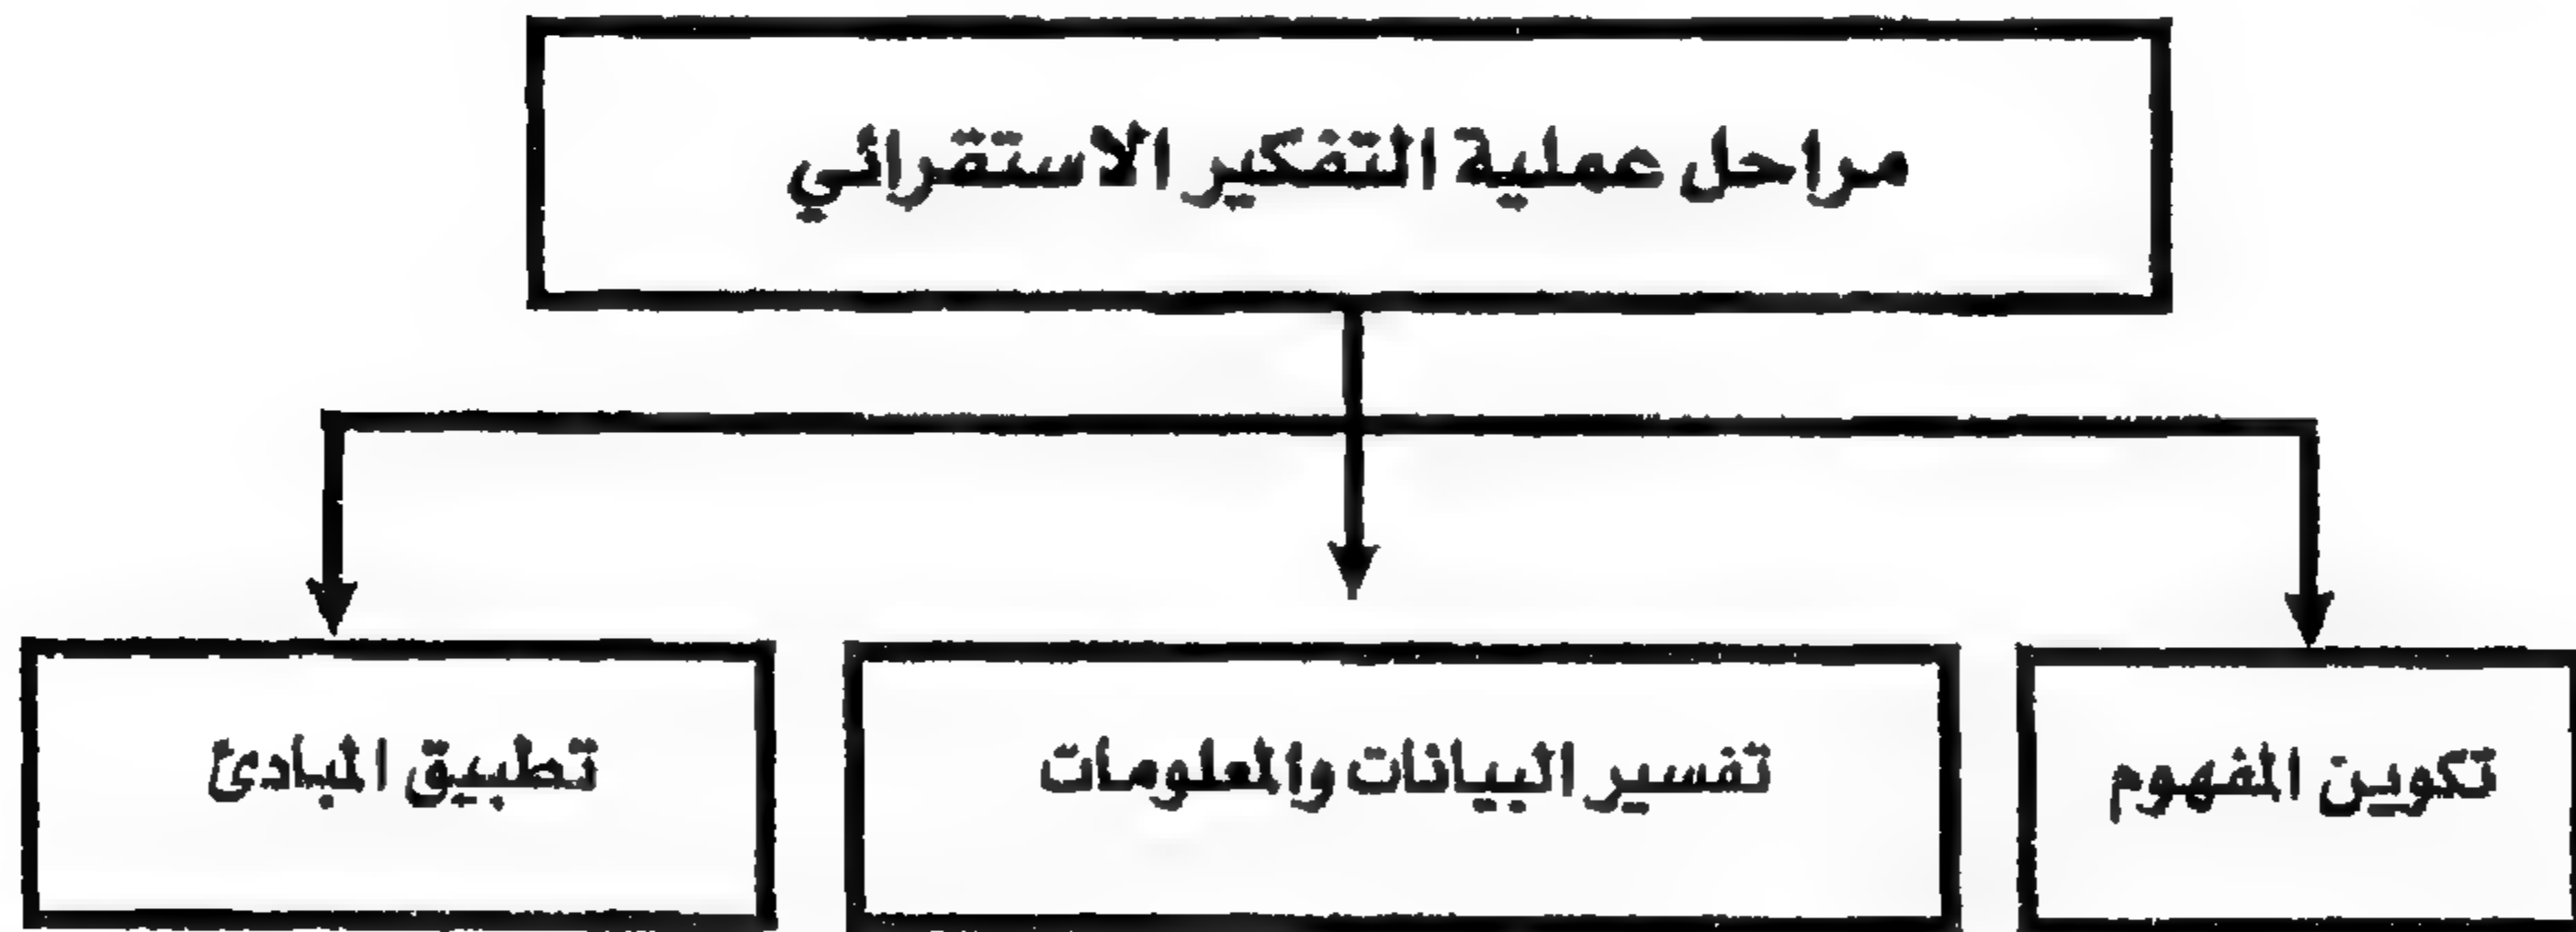 مراحل عملية التفكير الاستقرائي
تكوين المفهوم
تفسير البيانات والمعلومات
تطبيق المبادئ